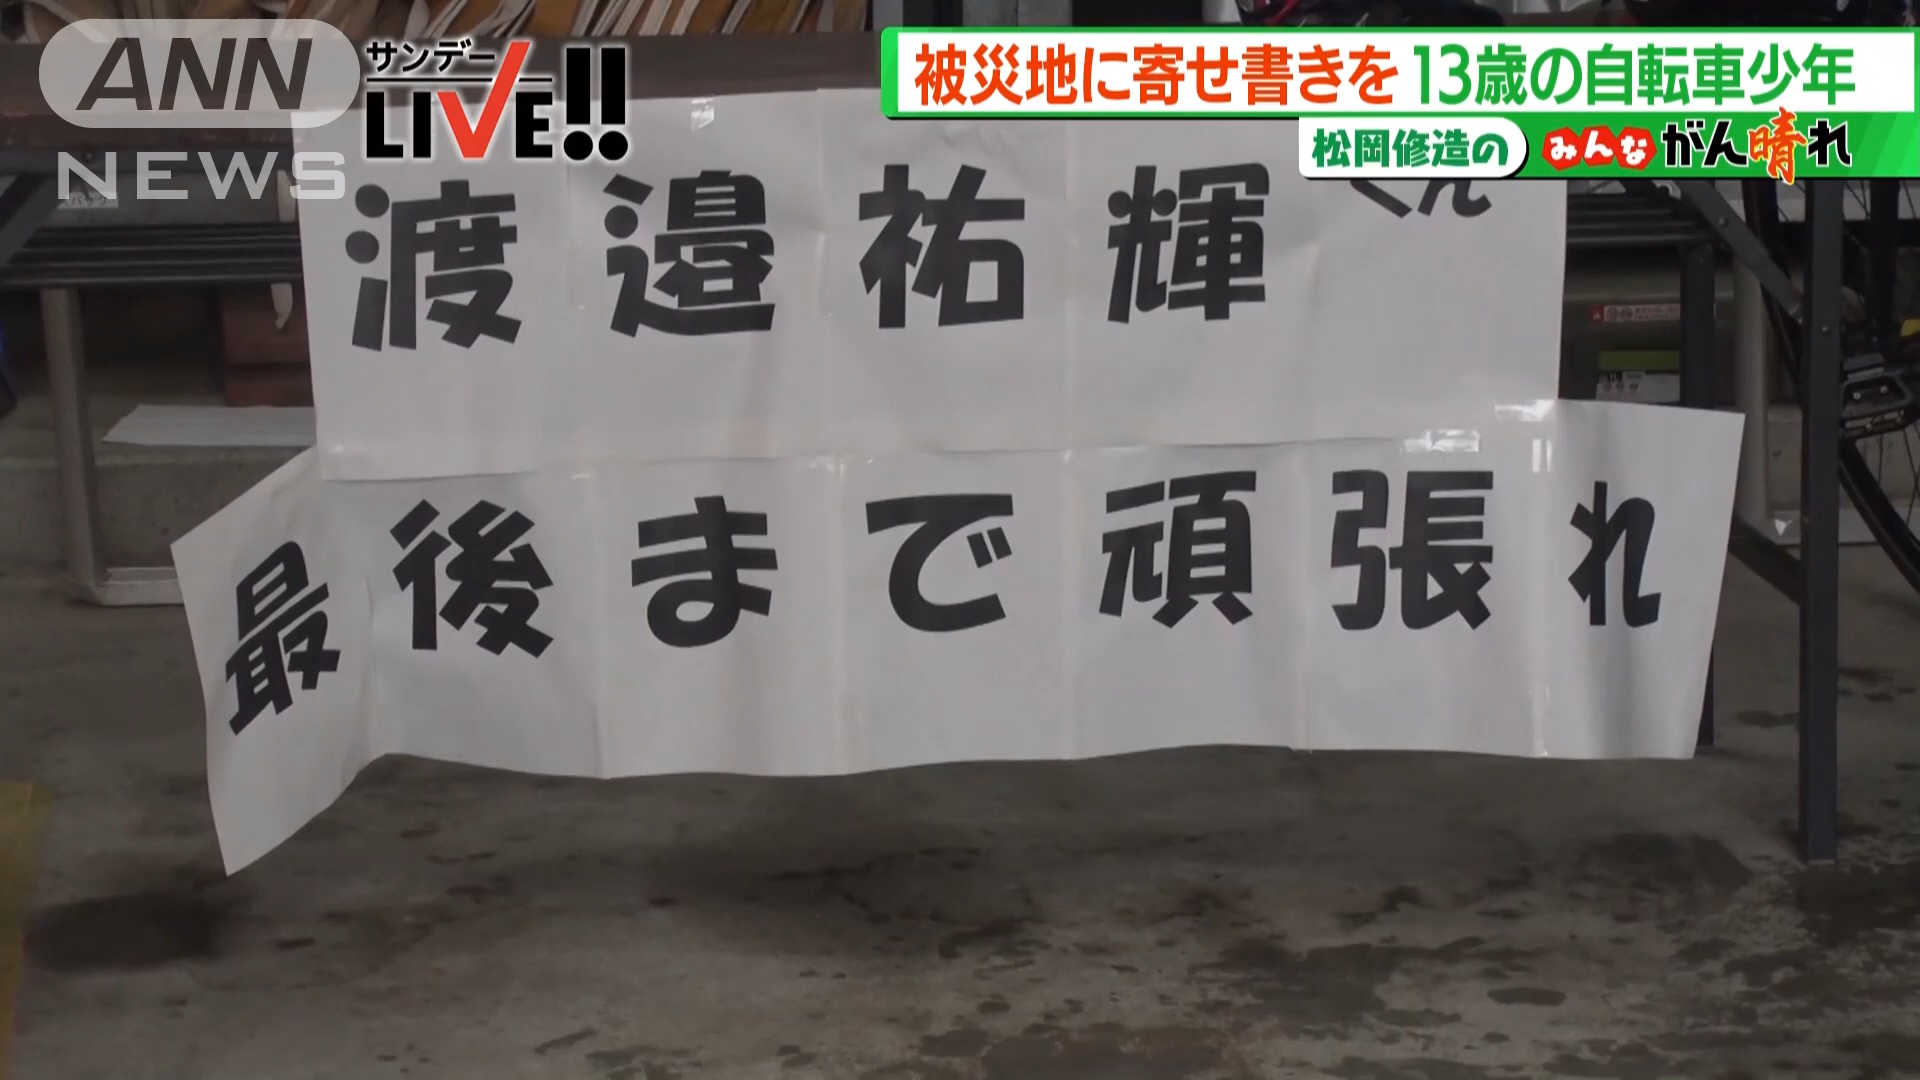 ANN
NEWS
サンデー
LIVE!!
被災地に寄せ書きを 13歳の自転車少年
松岡修造の みんながん晴れ
渡邉祐輝くん
最後まで頑張れ